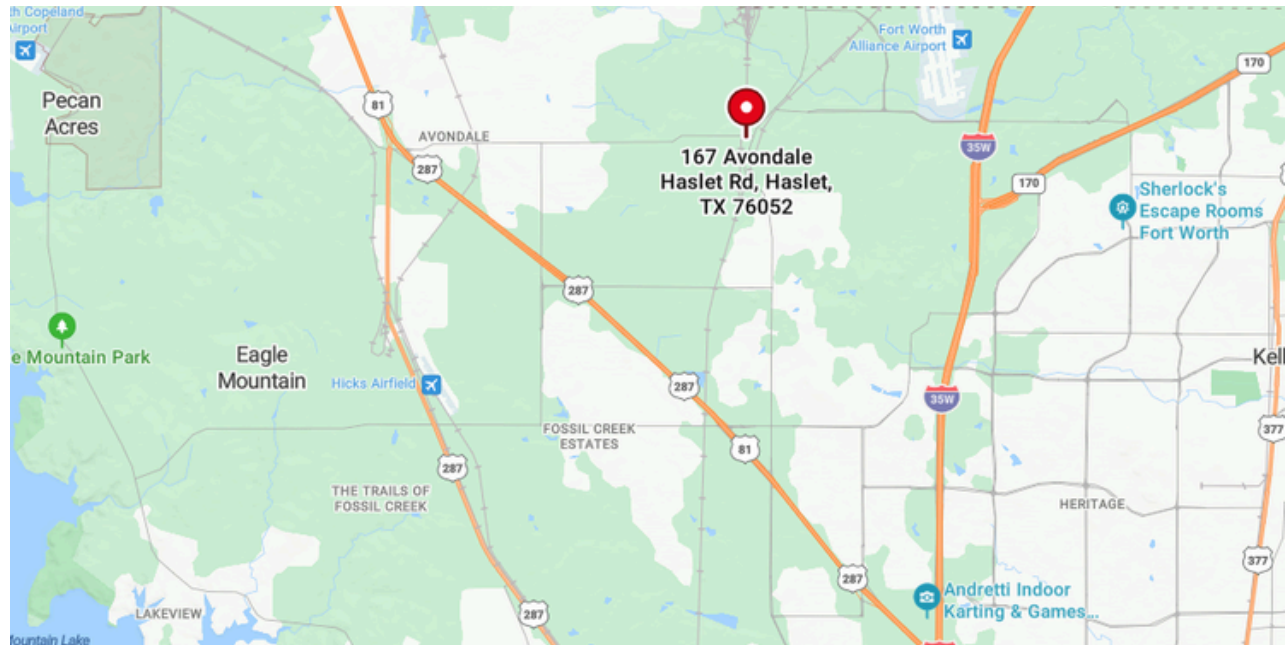 th Copeland
Airport
Pecan
Acres
81
AVONDALE
287
Fort Worth
Alliance Airport
170
167 Avondale
Haslet Rd, Haslet,
TX 76052
35W
170
Sherlock's
Escape Rooms
Fort Worth
287
e Mountain Park
Eagle
Mountain
Hicks Airfield
287
35W
Kell
377
FOSSIL CREEK
ESTATES
81
287
THE TRAILS OF
FOSSIL CREEK
HERITAGE
377
287
Andretti Indoor
Karting & Games...
LAKEVIEW
287
Mountain Lake